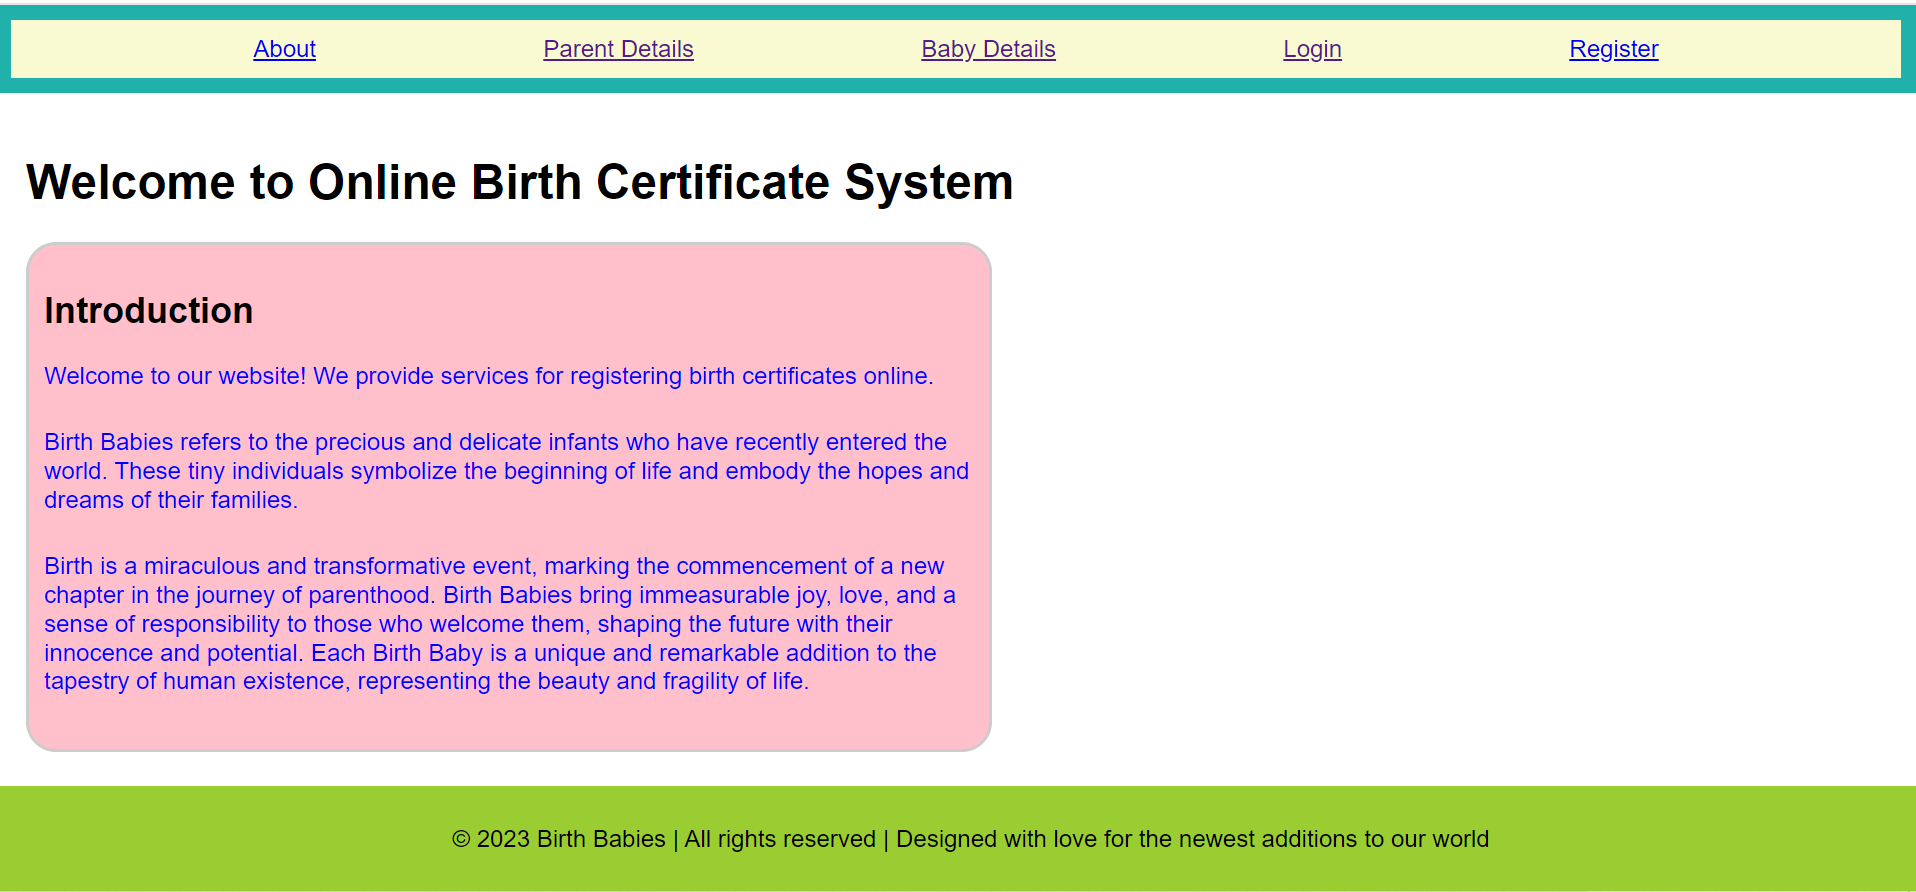 About Parent Details Baby Details Login Register
Welcome to Online Birth Certificate System
Introduction
Welcome to our website! We provide services for registering birth certificates online.
Birth Babies refers to the precious and delicate infants who have recently entered the
world. These tiny individuals symbolize the beginning of life and embody the hopes and
dreams of their families.
Birth is a miraculous and transformative event, marking the commencement of a new
chapter in the journey of parenthood. Birth Babies bring immeasurable joy, love, and a
sense of responsibility to those who welcome them, shaping the future with their
innocence and potential. Each Birth Baby is a unique and remarkable addition to the
tapestry of human existence, representing the beauty and fragility of life.
© 2023 Birth Babies | All rights reserved | Designed with love for the newest additions to our world